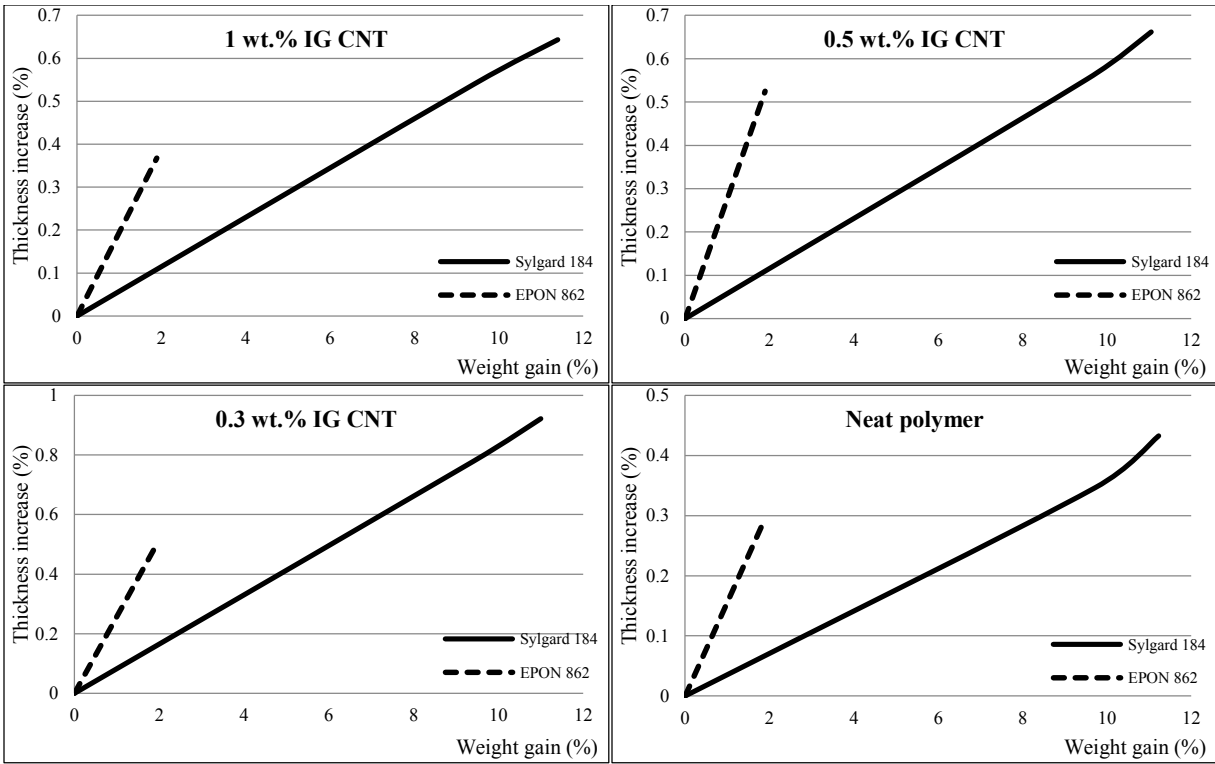 1 wt.% IG CNT
Thickness increase (%)
0.7
0.6
0.5
0.4
0.3
0.2
0.1
0
0 2 4 6 8 10 12
Weight gain (%)
Sylgard 184
EPON 862
0.5 wt.% IG CNT
Thickness increase (%)
0.7
0.6
0.5
0.4
0.3
0.2
0.1
0
0 2 4 6 8 10 12
Weight gain (%)
Sylgard 184
EPON 862
0.3 wt.% IG CNT
Thickness increase (%)
1
0.8
0.6
0.4
0.2
0
0 2 4 6 8 10 12
Weight gain (%)
Sylgard 184
EPON 862
Neat polymer
Thickness increase (%)
0.5
0.4
0.3
0.2
0.1
0
0 2 4 6 8 10 12
Weight gain (%)
Sylgard 184
EPON 862